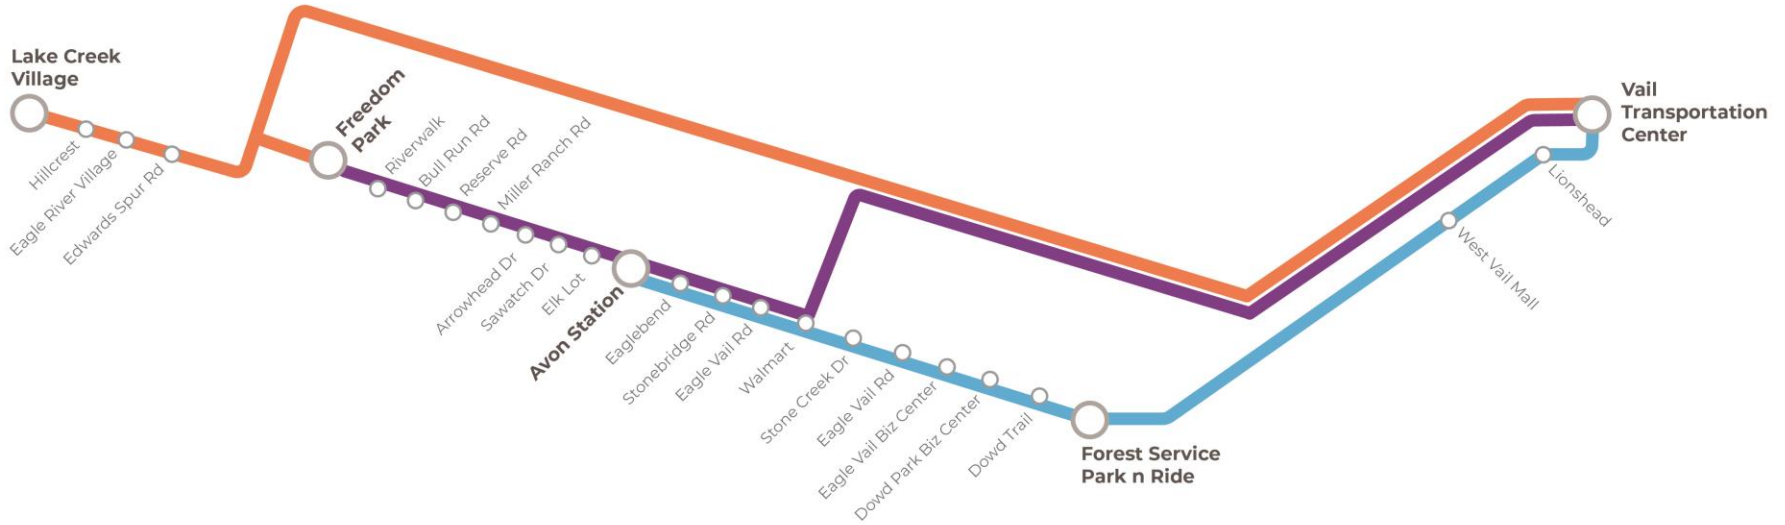 Lake Creek
Village
Hillcrest
Eagle River Village
Edwards Spur Rd
Freedom
Park
Riverwalk
Bull Run Rd
Reserve Rd
Miller Ranch Rd
Arrowhead Dr
Sawatch Dr
Elk Lot
Avon Station
Eaglebend
Stonebridge Rd
Eagle Vail Rd
Walmart
Stone Creek Dr
Eagle Vail Rd
Eagle Vail Biz Center
Dowd Park Biz Center
Dowd Trail
Forest Service
Park n Ride
West Vail Mall
Lionshead
Vail
Transportation
Center